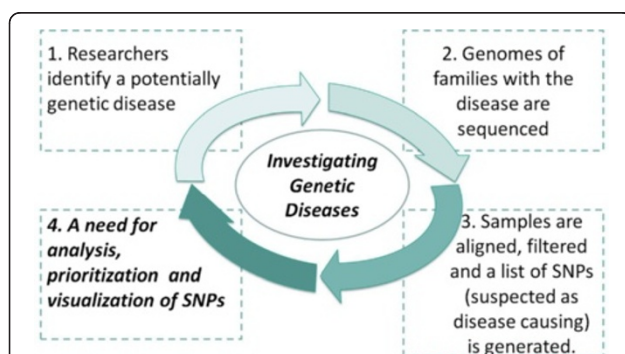 1. Researchers
identify a potentially
genetic disease
2. Genomes of
families with the
disease are
sequenced
Investigating
Genetic
Diseases
4. A need for
analysis,
prioritization and
visualization of SNPs
3. Samples are
aligned, filtered
and a list of SNPs
(suspected as
disease causing)
is generated.